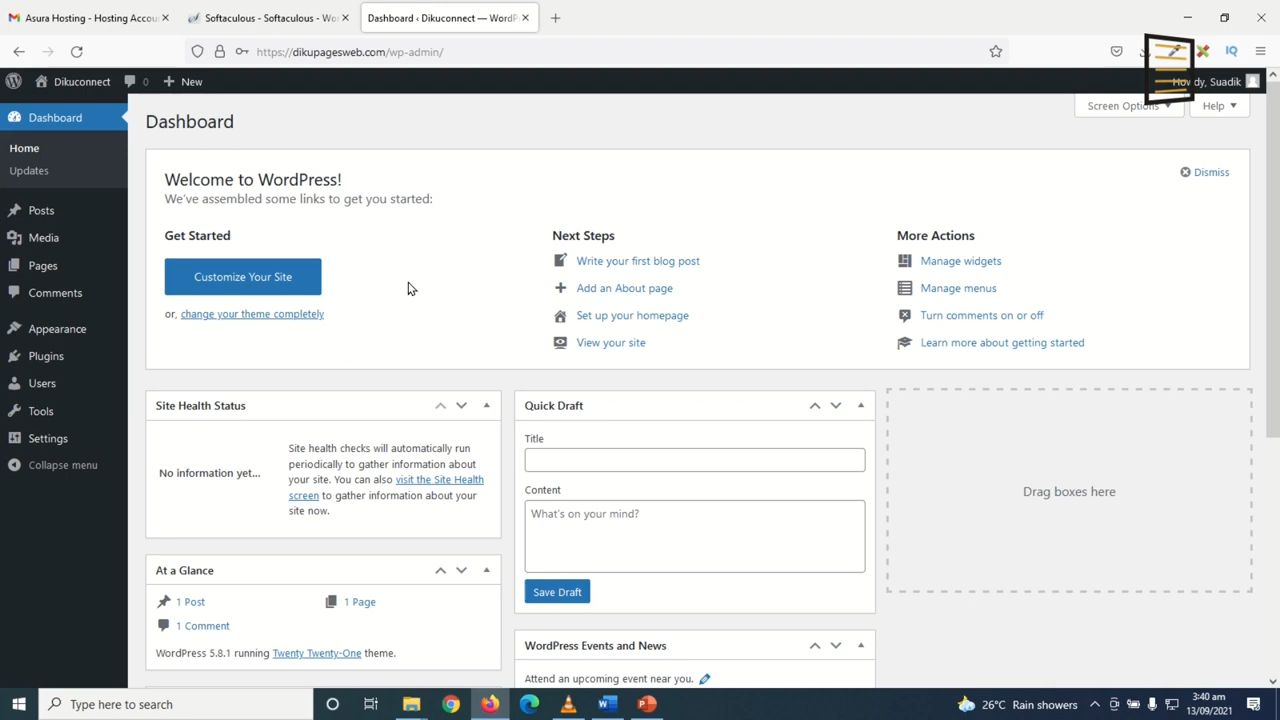 Asura Hosting - Hosting Accou
Softaculous - Softaculous - Wo
Dashboard ‹ Dikuconnect — WordP
https://dikupagesweb.com/wp-admin/
IQ
Dikuconnect
0
New
dy, Suadik
Screen Options
Help
Dashboard
Home
Updates
Posts
Media
Pages
Comments
Appearance
Plugins
Users
Tools
Settings
Collapse menu
Dashboard
Welcome to WordPress!
Dismiss
We've assembled some links to get you started:
Get Started
Customize Your Site
or, change your theme completely
Next Steps
Write your first blog post
Add an About page
Set up your homepage
View your site
More Actions
Manage widgets
Manage menus
Turn comments on or off
Learn more about getting started
Site Health Status
No information yet...
Site health checks will automatically run
periodically to gather information about
your site. You can also visit the Site Health
screen to gather information about your
site now.
At a Glance
1 Post
1 Page
1 Comment
WordPress 5.8.1 running Twenty Twenty-One theme.
Quick Draft
Title
Content
What's on your mind?
Save Draft
WordPress Events and News
Attend an upcoming event near you.
Drag boxes here
Type here to search
26°C Rain showers
3:40 am
13/09/2021